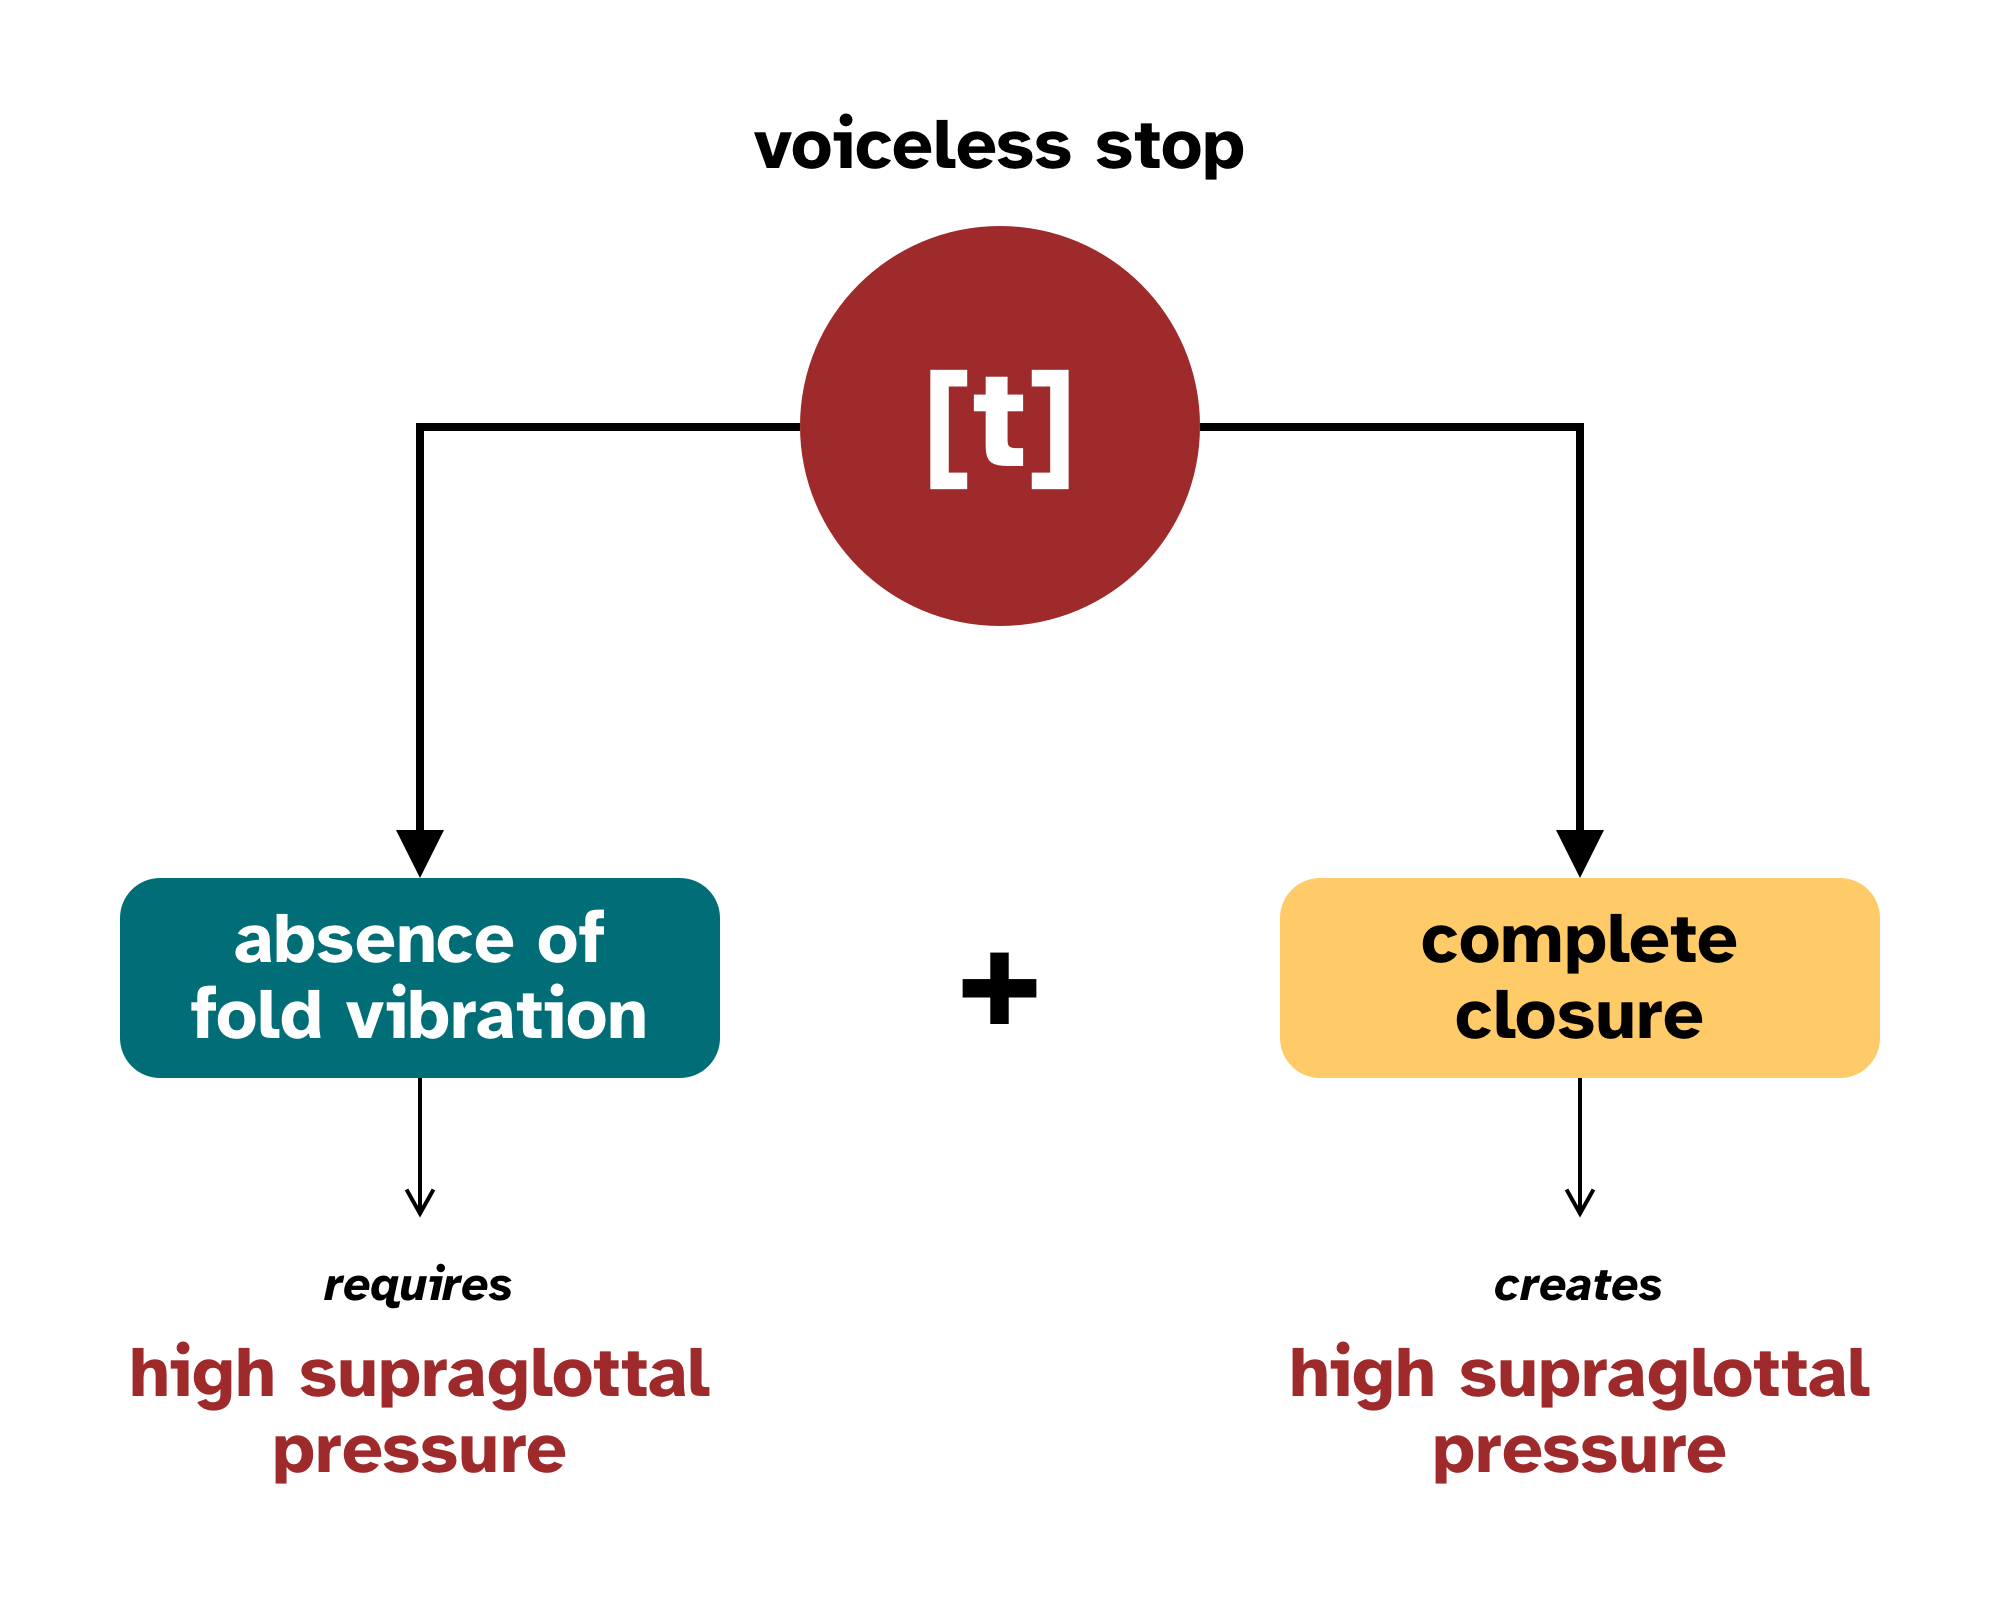 voiceless stop
[t]
absence of
fold vibration
+
complete
closure
requires
high supraglottal
pressure
creates
high supraglottal
pressure